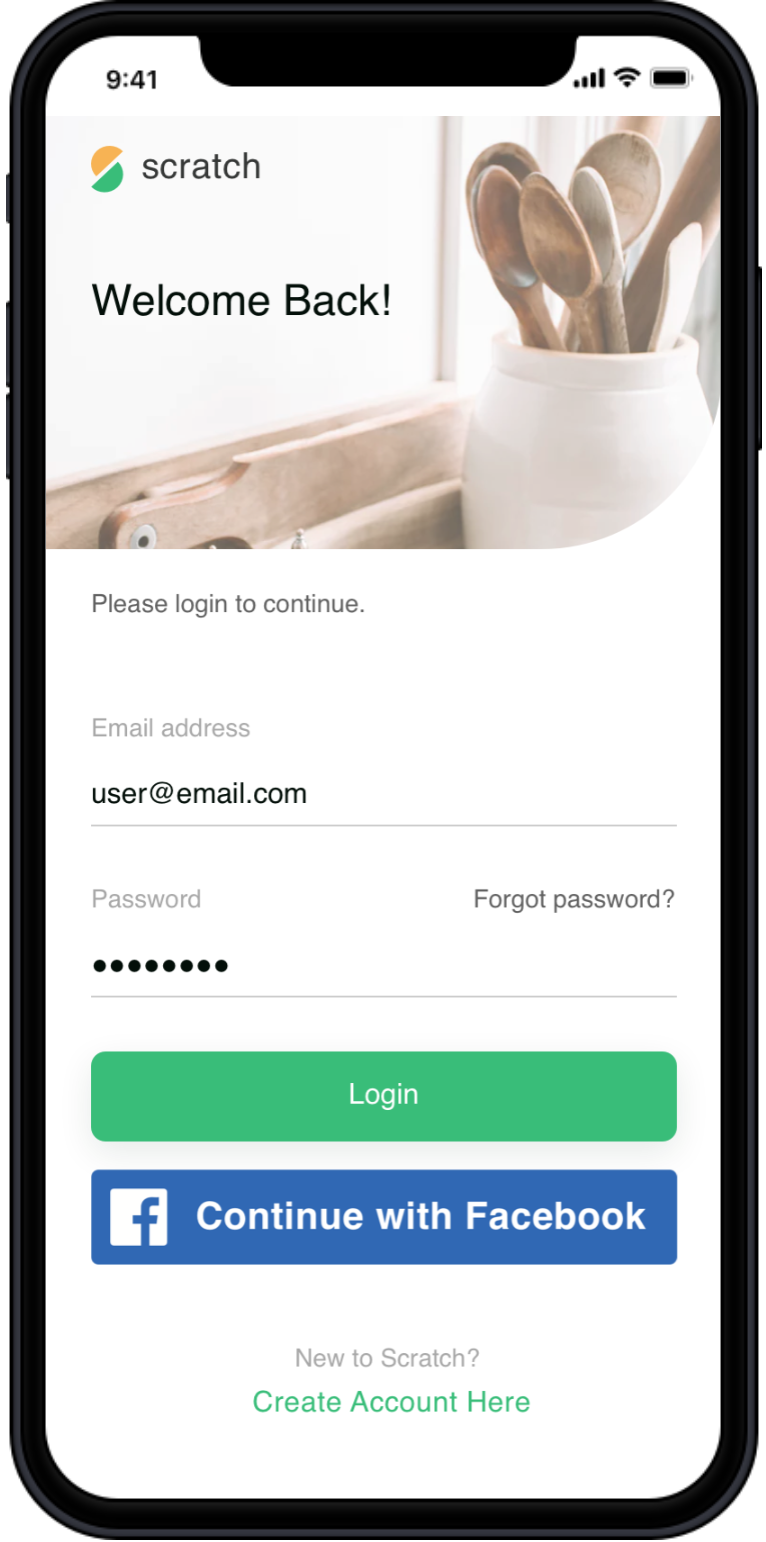 9:41
scratch
Welcome Back!
Please login to continue.
Email address
user@email.com
Password Forgot password?
••••••••
Login
Continue with Facebook
New to Scratch?
Create Account Here